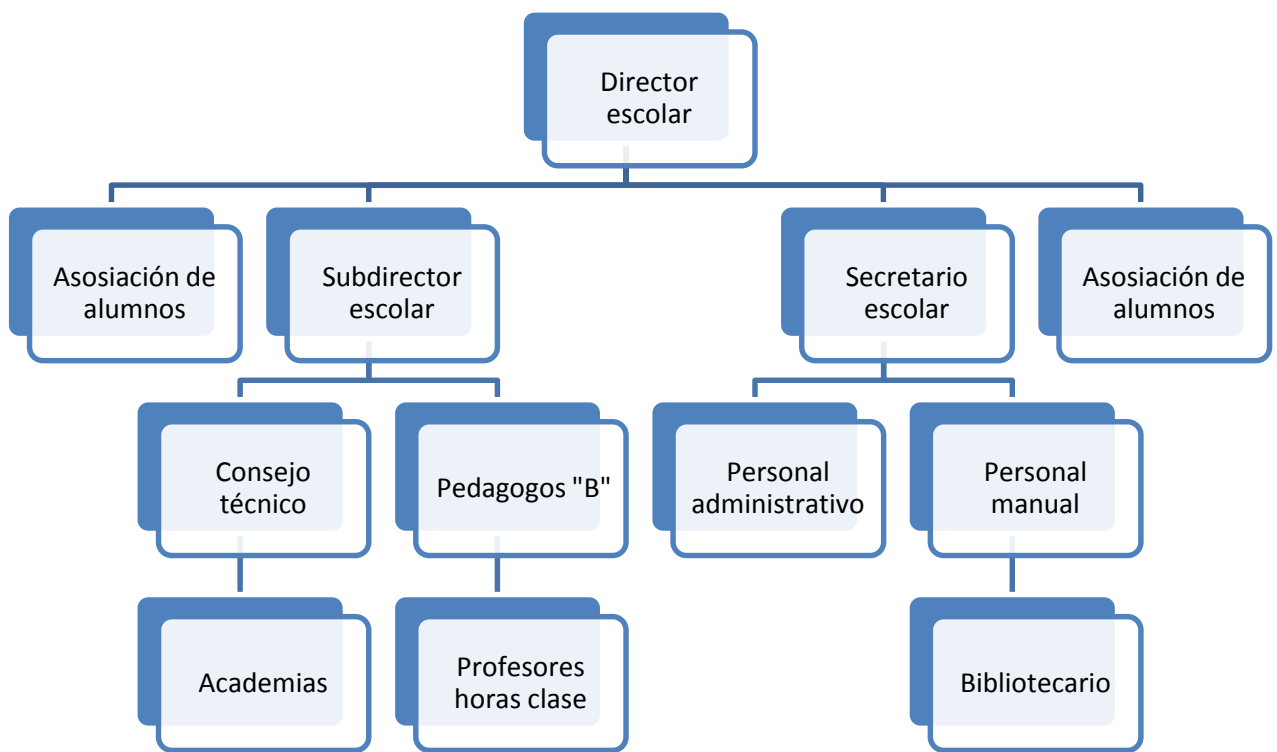 Director
escolar
Asosiación de
alumnos
Subdirector
escolar
Secretario
escolar
Asosiación de
alumnos
Consejo
técnico
Pedagogos "B"
Personal
administrativo
Personal
manual
Academias
Profesores
horas clase
Bibliotecario